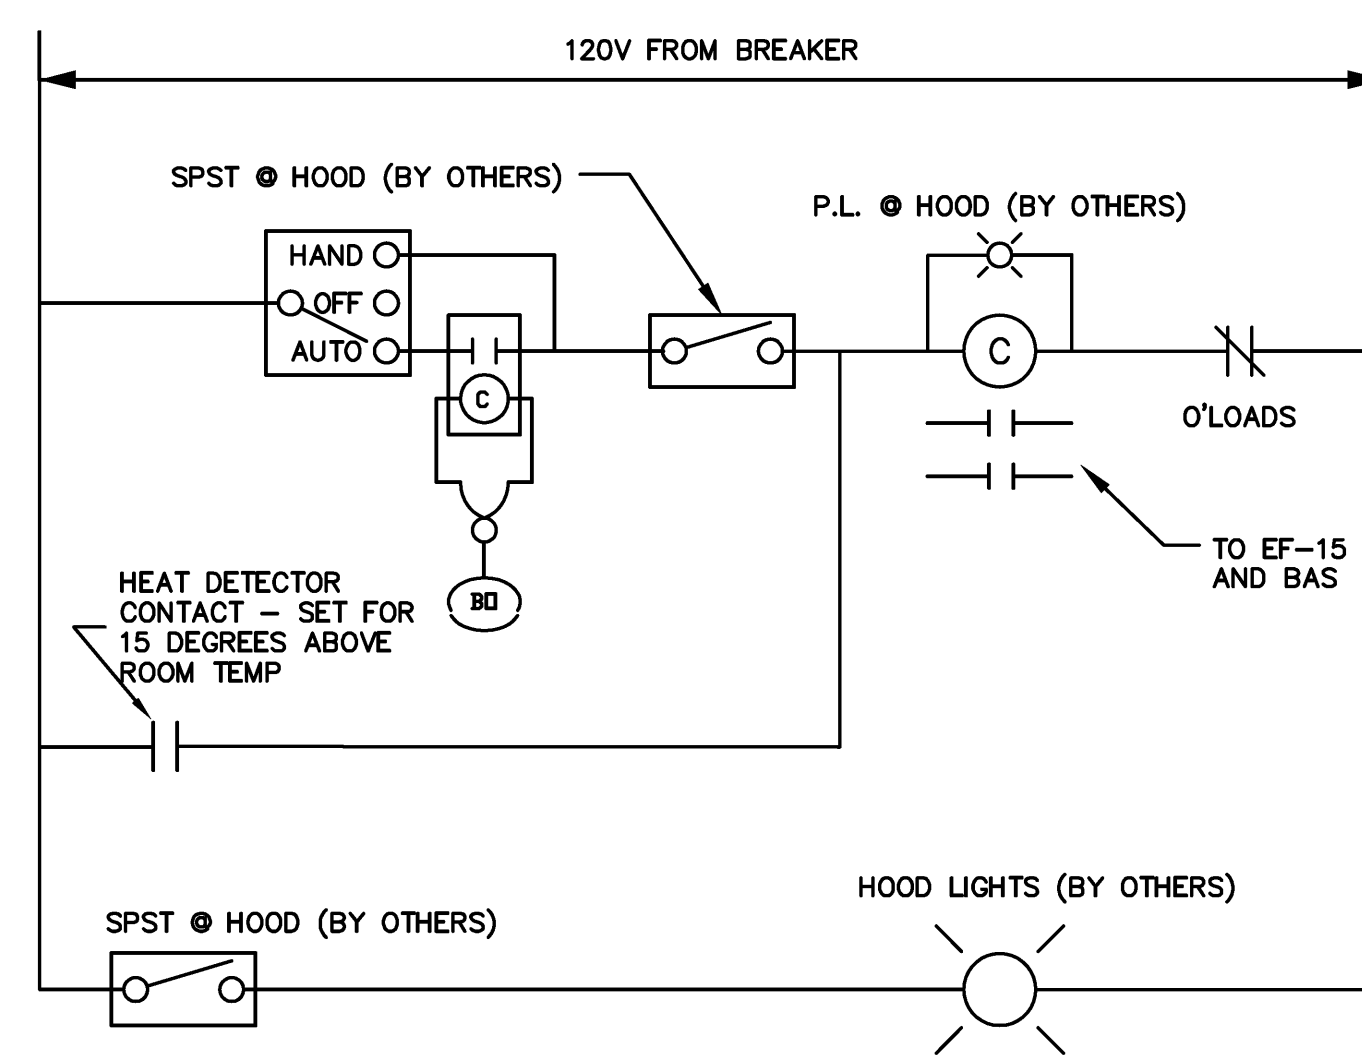 120V FROM BREAKER
SPST @ HOOD (BY OTHERS)
P.L. @ HOOD (BY OTHERS)
HAND
OFF
AUTO
C
C
O'LOADS
TO EF-15
AND BAS
HEAT DETECTOR
CONTACT - SET FOR
15 DEGREES ABOVE
ROOM TEMP
BO
HOOD LIGHTS (BY OTHERS)
SPST @ HOOD (BY OTHERS)